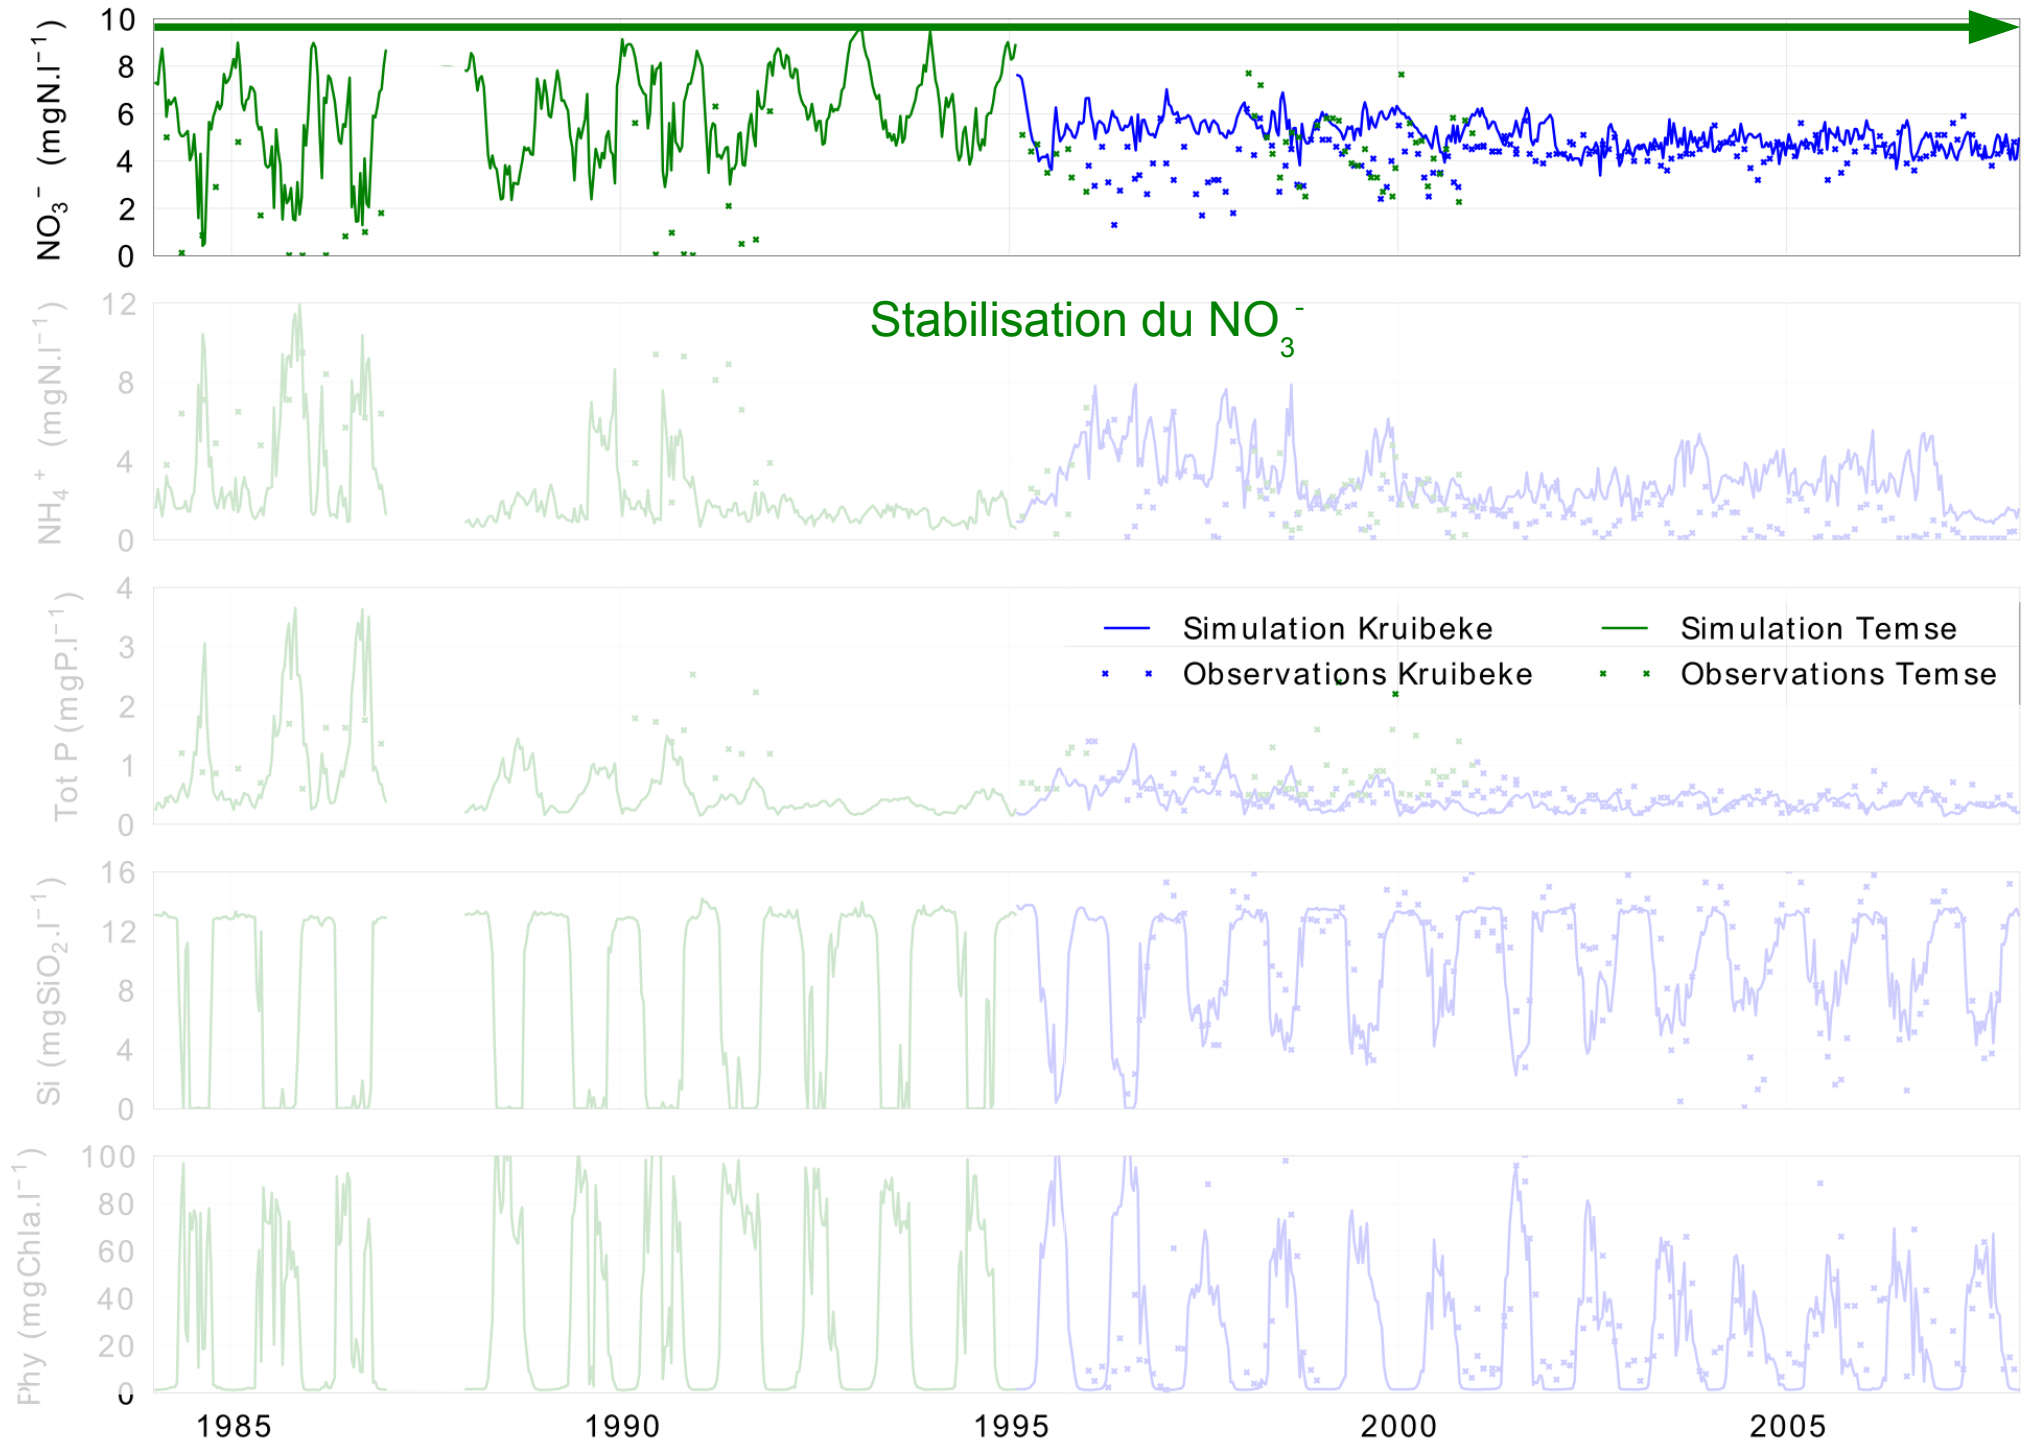 NO₃⁻ (mgN.l⁻¹)
10
8
6
4
2
0
Stabilisation du NO₃⁻
NH₄⁺ (mgN.l⁻¹)
12
8
4
0
Tot P (mgP.l⁻¹)
4
3
2
1
0
Simulation Kruibeke
Simulation Temse
Observations Kruibeke
Observations Temse
Si (mgSiO₂.l⁻¹)
16
12
8
4
0
Phy (mgChla.l⁻¹)
100
80
60
40
20
0
1985 1990 1995 2000 2005